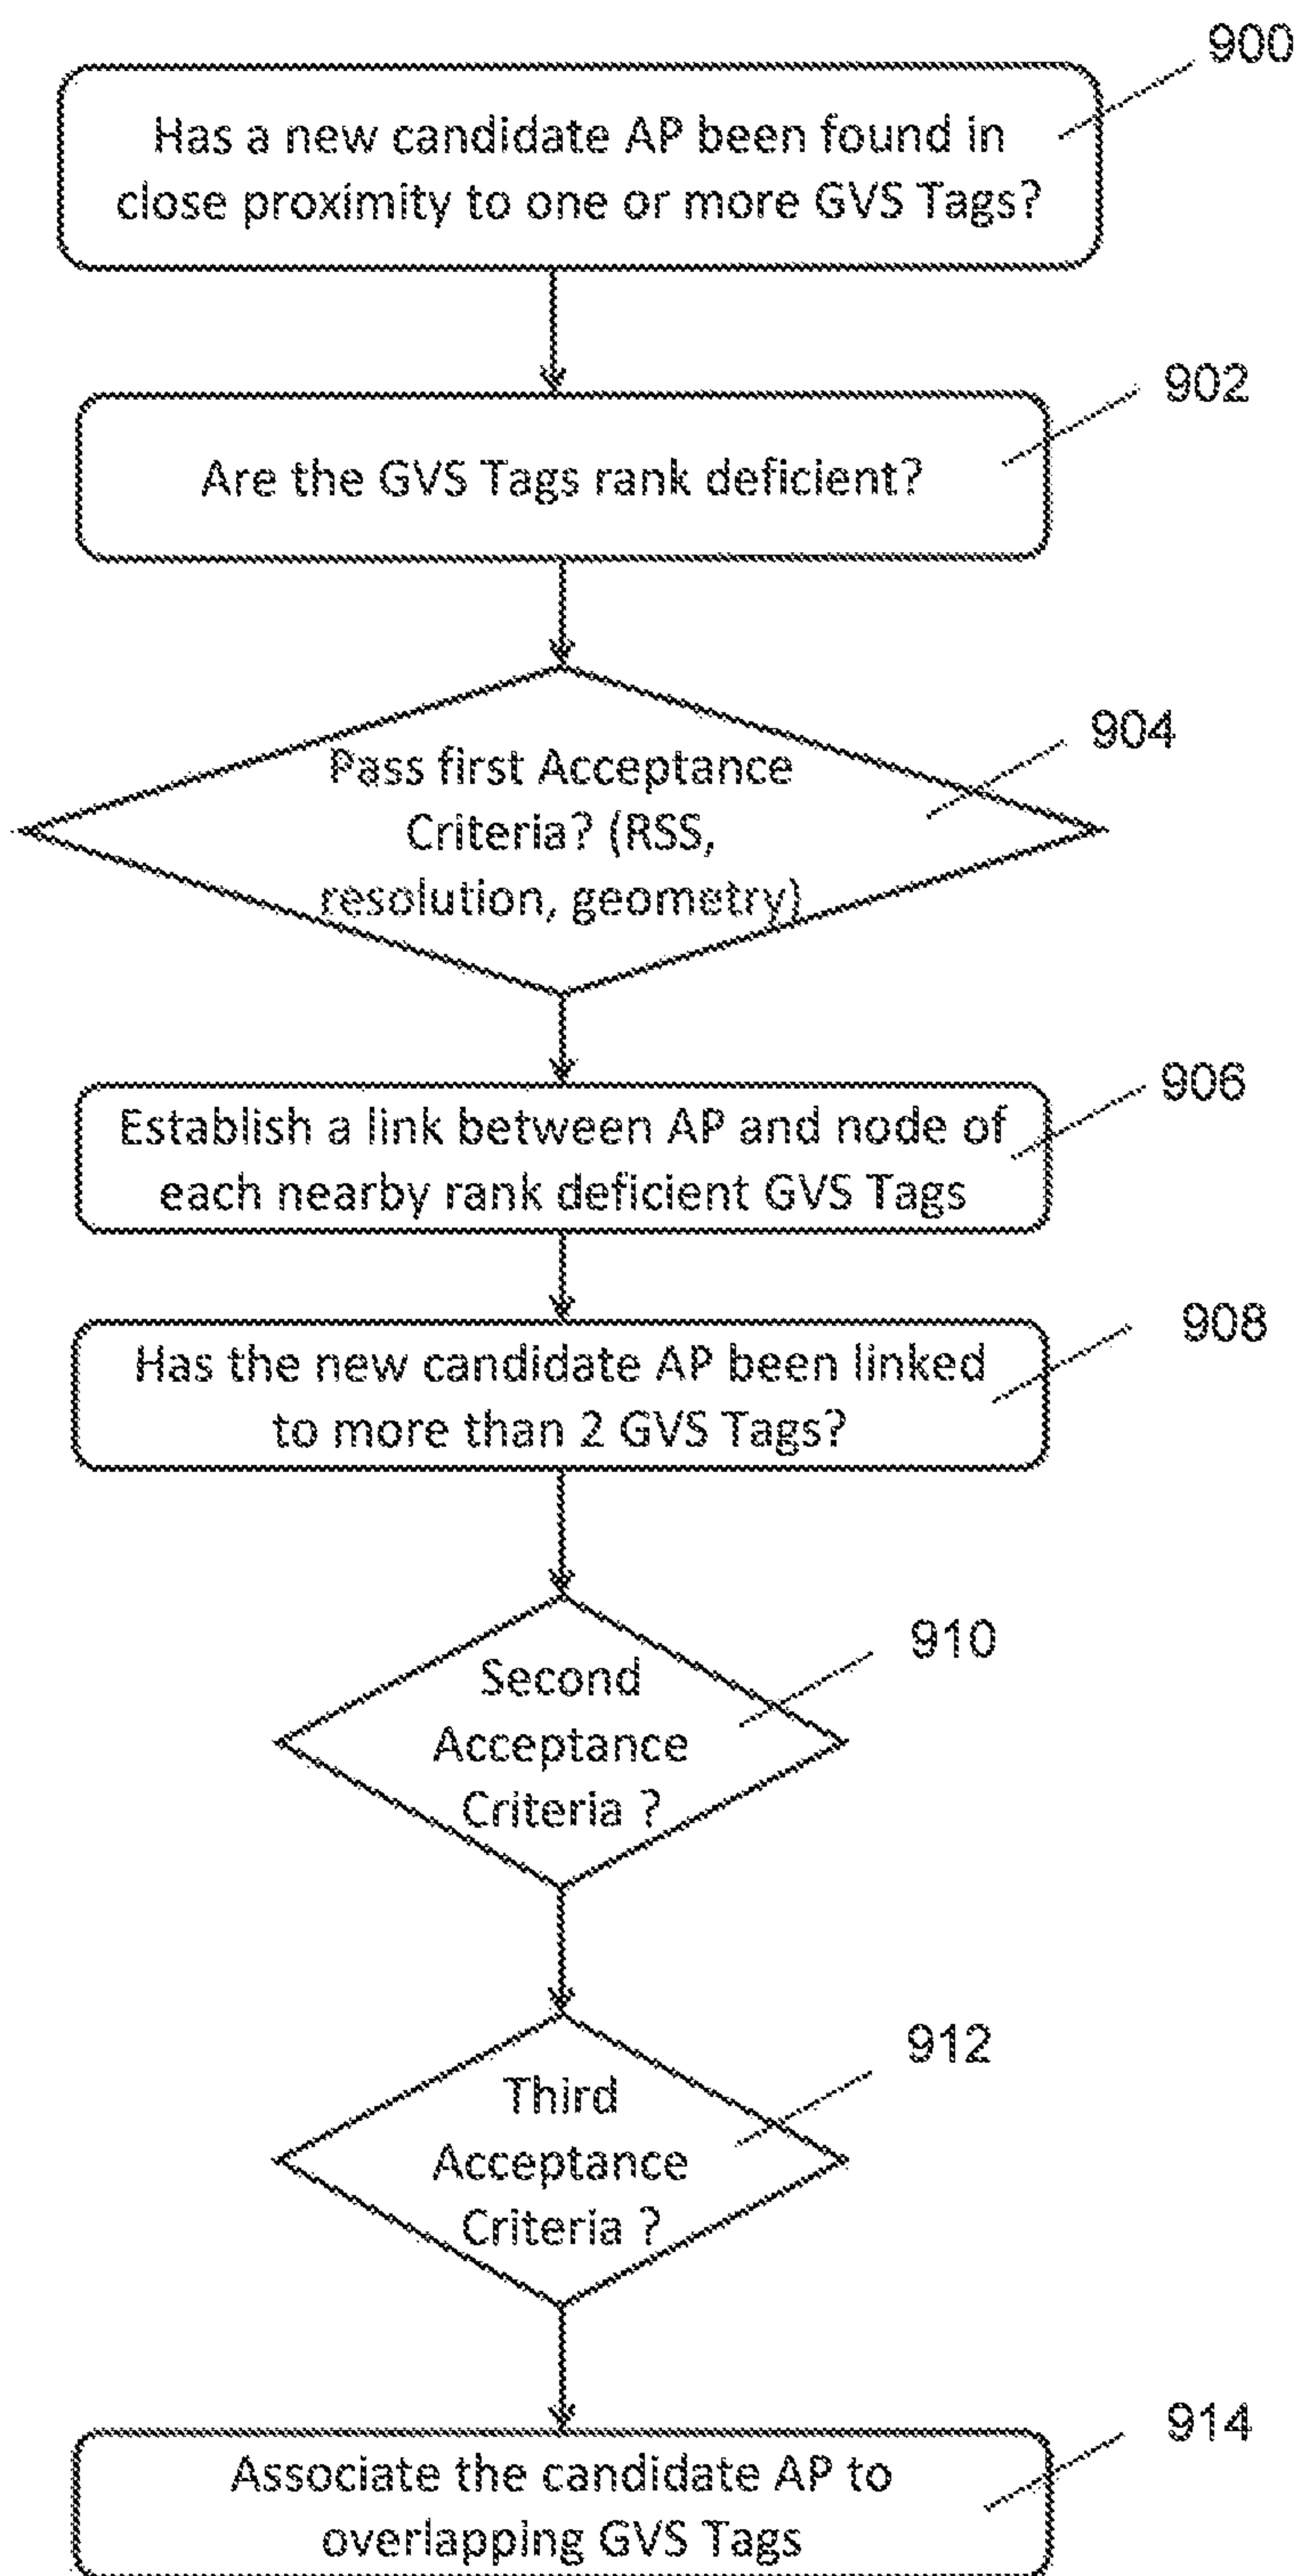 900
Has a new candidate AP been found in
close proximity to one or more GVS Tags?
902
Are the GVS Tags rank deficient?
904
Pass first Acceptance
Criteria? (RSS,
resolution, geometry)
906
Establish a link between AP and node of
each nearby rank deficient GVS Tags
908
Has the new candidate AP been linked
to more than 2 GVS Tags?
910
Second
Acceptance
Criteria ?
912
Third
Acceptance
Criteria ?
914
Associate the candidate AP to
overlapping GVS Tags